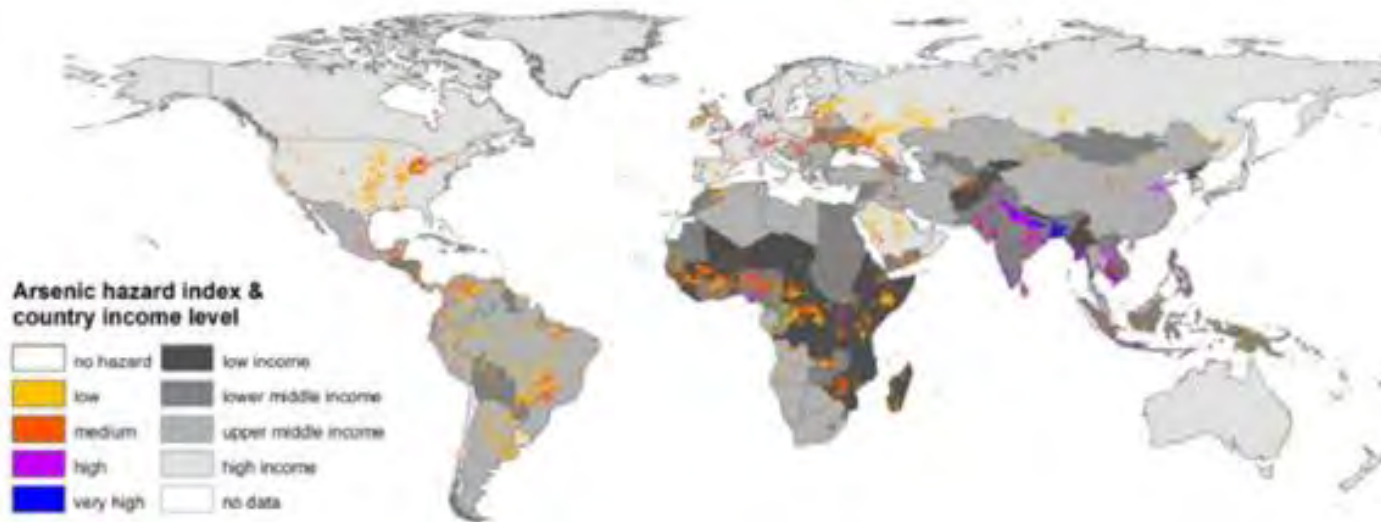 Arsenic hazard index &
country income level
no hazard
low income
low
lower middle income
medium
upper middle income
high
high income
very high
no data